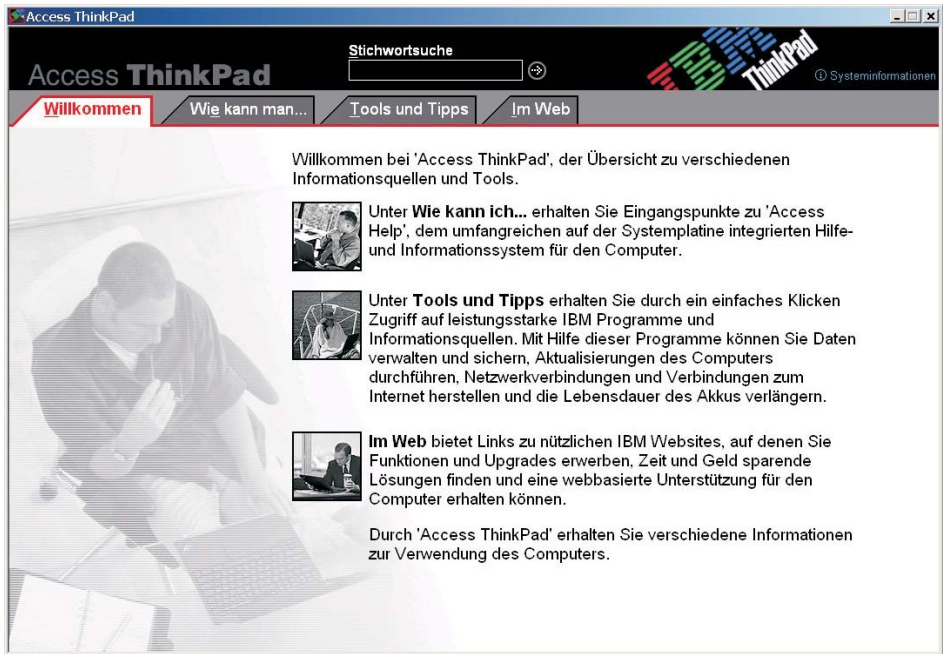 Access ThinkPad
Stichwortsuche
Access ThinkPad
IBM
ThinkPad
Systeminformationen
Willkommen
Wie kann man...
Tools und Tipps
Im Web
Willkommen bei 'Access ThinkPad', der Übersicht zu verschiedenen
Informationsquellen und Tools.
Unter Wie kann ich... erhalten Sie Eingangspunkte zu 'Access
Help', dem umfangreichen auf der Systemplatine integrierten Hilfe-
und Informationssystem für den Computer.
Unter Tools und Tipps erhalten Sie durch ein einfaches Klicken
Zugriff auf leistungsstarke IBM Programme und
Informationsquellen. Mit Hilfe dieser Programme können Sie Daten
verwalten und sichern, Aktualisierungen des Computers
durchführen, Netzwerkverbindungen und Verbindungen zum
Internet herstellen und die Lebensdauer des Akkus verlängern.
Im Web bietet Links zu nützlichen IBM Websites, auf denen Sie
Funktionen und Upgrades erwerben, Zeit und Geld sparende
Lösungen finden und eine webbasierte Unterstützung für den
Computer erhalten können.
Durch 'Access ThinkPad' erhalten Sie verschiedene Informationen
zur Verwendung des Computers.